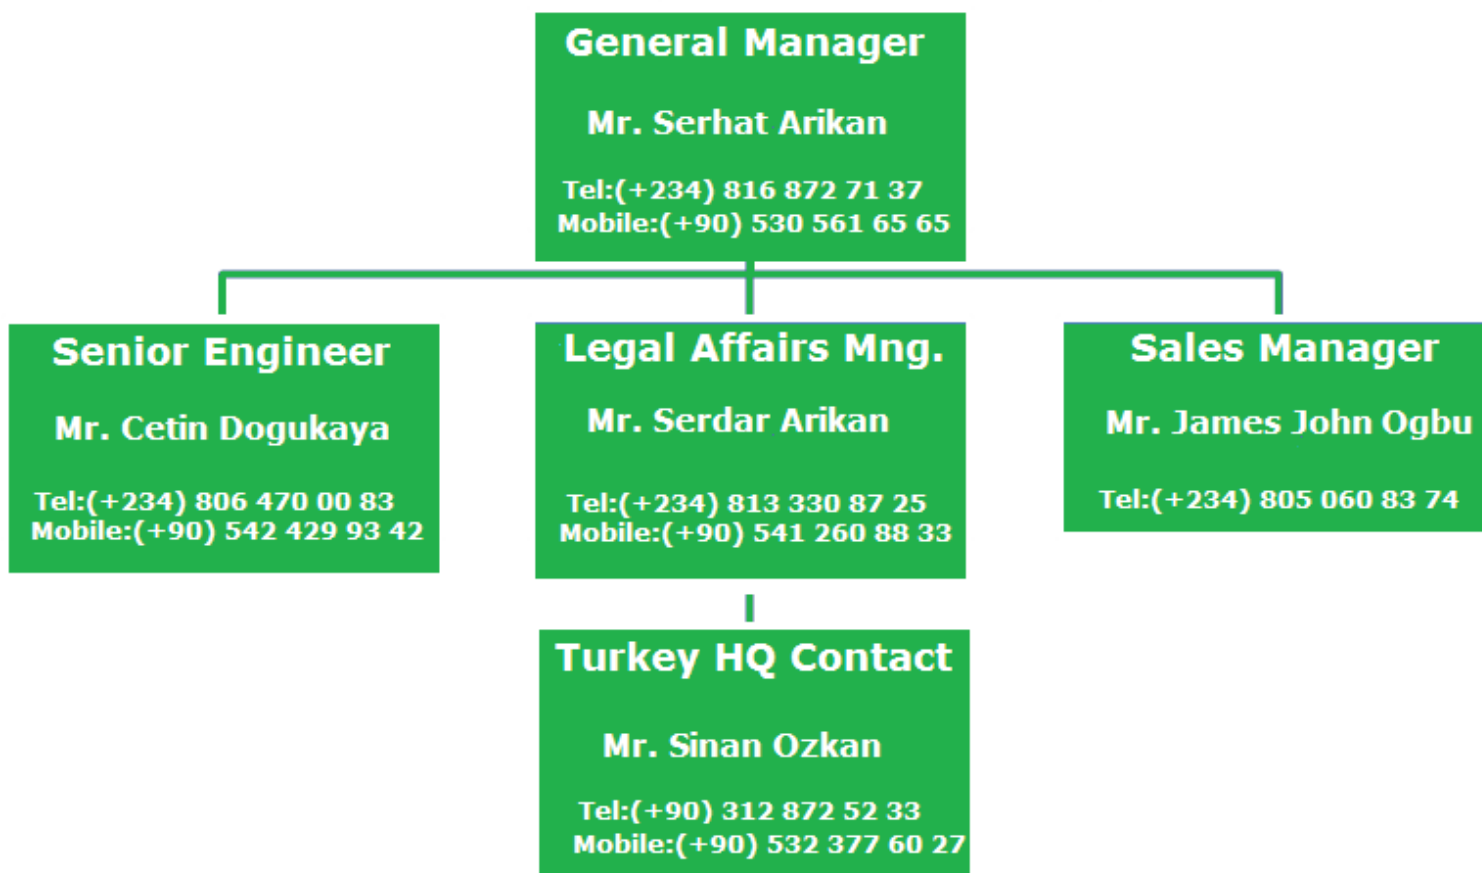 General Manager
Mr. Serhat Arikan
Tel:(+234) 816 872 71 37
Mobile:(+90) 530 561 65 65
Senior Engineer
Mr. Cetin Dogukaya
Tel:(+234) 806 470 00 83
Mobile:(+90) 542 429 93 42
Legal Affairs Mng.
Mr. Serdar Arikan
Tel:(+234) 813 330 87 25
Mobile:(+90) 541 260 88 33
Sales Manager
Mr. James John Ogbu
Tel:(+234) 805 060 83 74
Turkey HQ Contact
Mr. Sinan Ozkan
Tel:(+90) 312 872 52 33
Mobile:(+90) 532 377 60 27